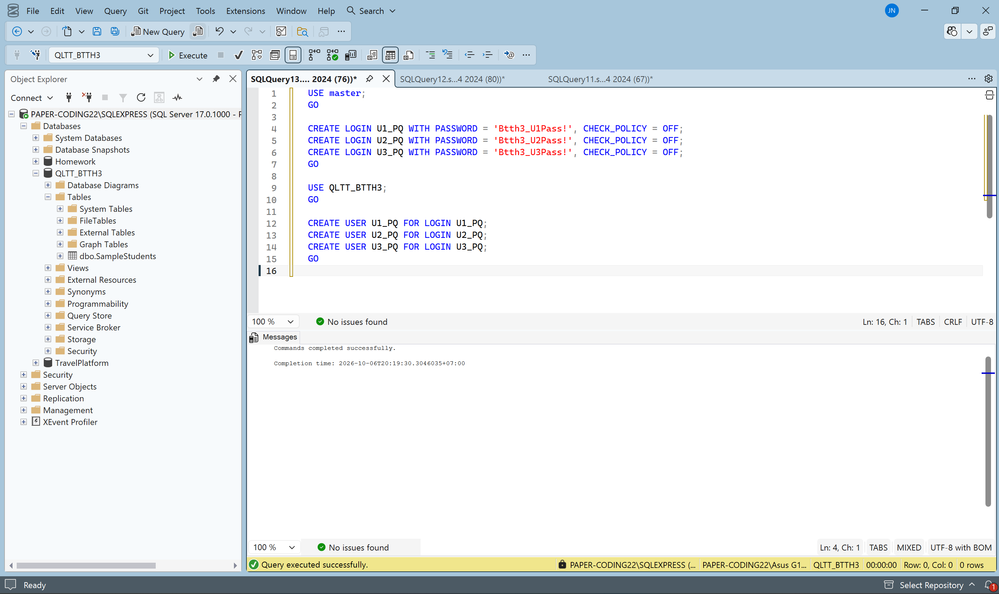 File Edit View Query Git Project Tools Extensions Window Help Search JN
New Query
QLTT_BTTH3 Execute
Object Explorer
Connect
PAPER-CODING22\SQLEXPRESS (SQL Server 17.0.1000 -
Databases
System Databases
Database Snapshots
Homework
QLTT_BTTH3
Database Diagrams
Tables
System Tables
FileTables
External Tables
Graph Tables
dbo.SampleStudents
Views
External Resources
Synonyms
Programmability
Query Store
Service Broker
Storage
Security
TravelPlatform
Security
Server Objects
Replication
Management
XEvent Profiler
SQLQuery13.... 2024 (76))* SQLQuery12.s...4 2024 (80))* SQLQuery11.s...4 2024 (67))*
1 USE master;
2 GO
3
4 CREATE LOGIN U1_PQ WITH PASSWORD = 'Btth3_U1Pass!', CHECK_POLICY = OFF;
5 CREATE LOGIN U2_PQ WITH PASSWORD = 'Btth3_U2Pass!', CHECK_POLICY = OFF;
6 CREATE LOGIN U3_PQ WITH PASSWORD = 'Btth3_U3Pass!', CHECK_POLICY = OFF;
7 GO
8
9 USE QLTT_BTTH3;
10 GO
11
12 CREATE USER U1_PQ FOR LOGIN U1_PQ;
13 CREATE USER U2_PQ FOR LOGIN U2_PQ;
14 CREATE USER U3_PQ FOR LOGIN U3_PQ;
15 GO
16
100 % No issues found Ln: 16, Ch: 1 TABS CRLF UTF-8
Messages
Commands completed successfully.
Completion time: 2026-10-06T20:19:30.3046035+07:00
100 % No issues found Ln: 4, Ch: 1 TABS MIXED UTF-8 with BOM
Query executed successfully. PAPER-CODING22\SQLEXPRESS (... PAPER-CODING22\Asus G1... QLTT_BTTH3 00:00:00 Row: 0, Col: 0 0 rows
Ready Select Repository 1